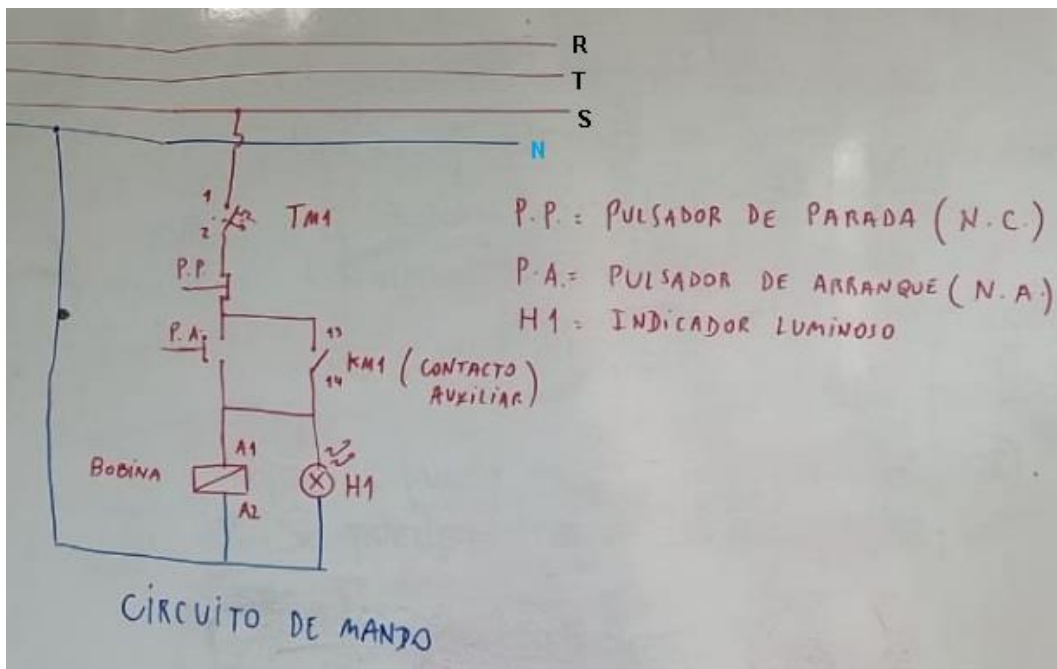 R
T
S
N
1
2
TM1
P.P.
P.A.
13
14
KM1 (CONTACTO
AUXILIAR)
BOBINA
A1
A2
H1
P.P. = PULSADOR DE PARADA (N.C.)
P.A. = PULSADOR DE ARRANQUE (N.A.)
H1 = INDICADOR LUMINOSO
CIRCUITO DE MANDO